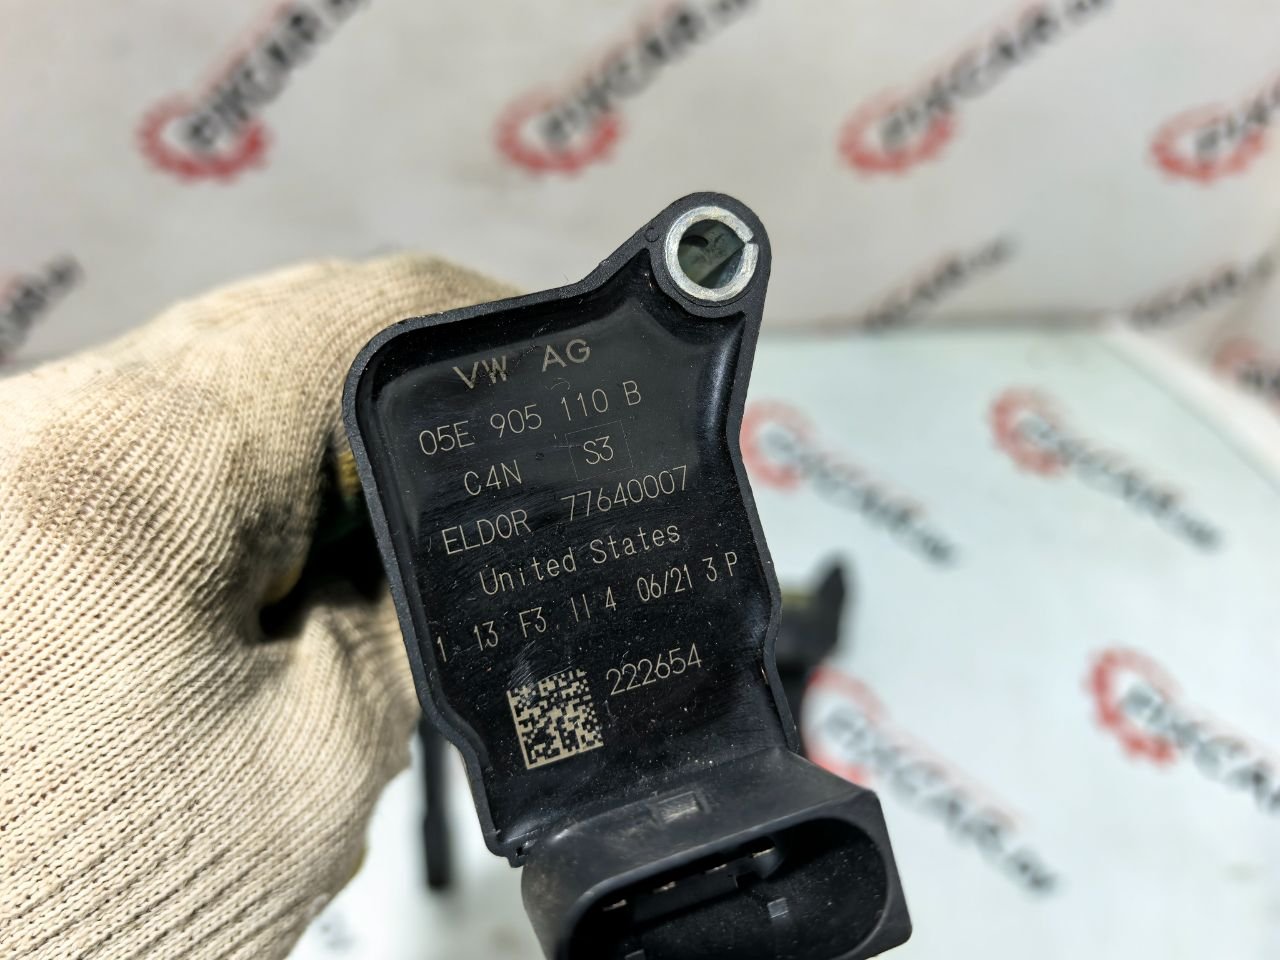 VW AG
05E 905 110 B
C4N S3
ELDOR 77640007
United States
1 13 F3 II 4 06/21 3 P
222654